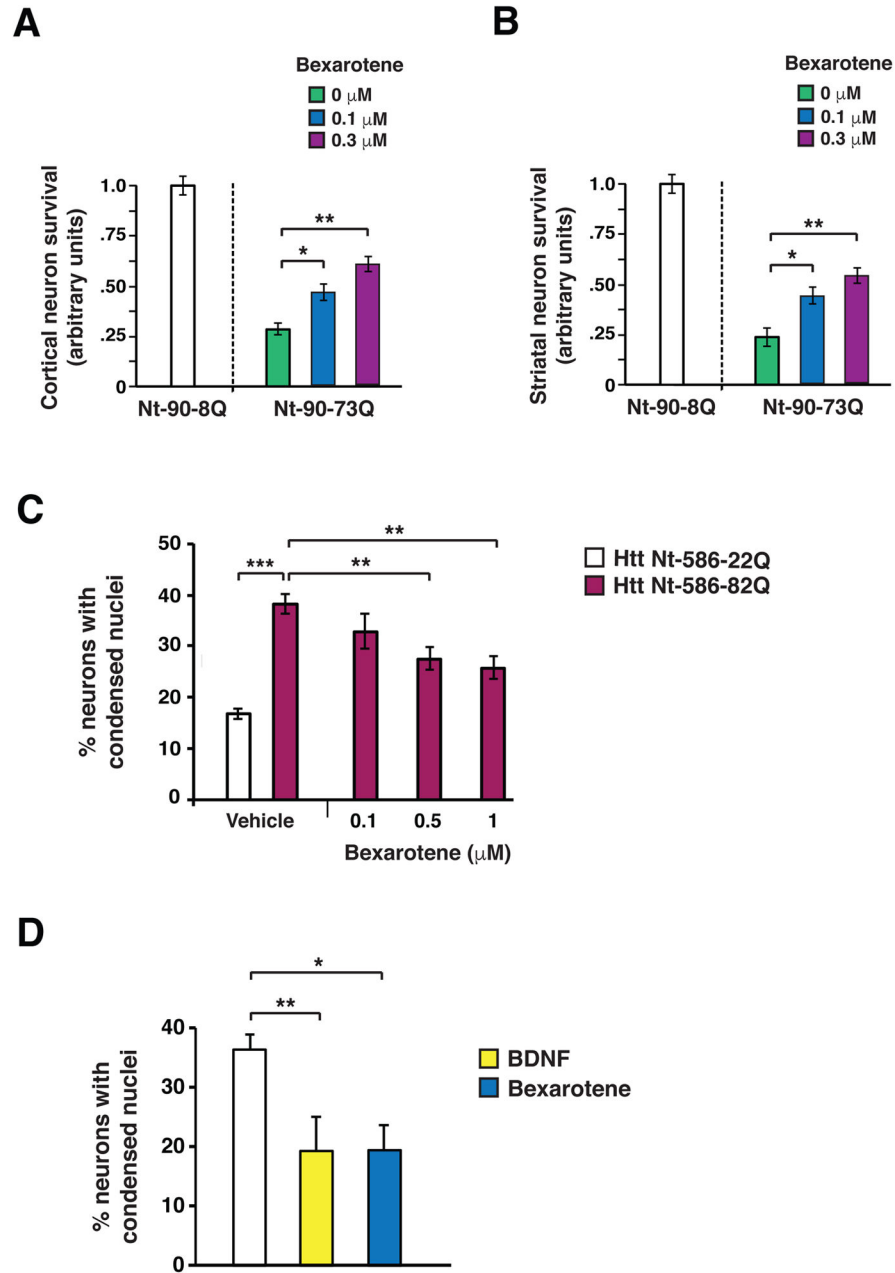 A
Bexarotene
0 μM
0.1 μM
0.3 μM
Cortical neuron survival
(arbitrary units)
1.0
.75
.50
.25
0
**
*
Nt-90-8Q
Nt-90-73Q
B
Bexarotene
0 μM
0.1 μM
0.3 μM
Striatal neuron survival
(arbitrary units)
1.0
.75
.50
.25
0
**
*
Nt-90-8Q
Nt-90-73Q
C
% neurons with
condensed nuclei
50
40
30
20
10
0
**
***
**
Htt Nt-586-22Q
Htt Nt-586-82Q
Vehicle
0.1
0.5
1
Bexarotene (μM)
D
% neurons with
condensed nuclei
40
30
20
10
0
*
**
BDNF
Bexarotene